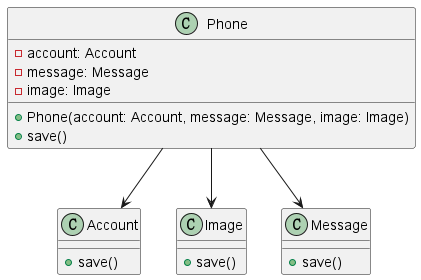 C Phone
account: Account
message: Message
image: Image
Phone(account: Account, message: Message, image: Image)
save()
C Account
save()
C Image
save()
C Message
save()